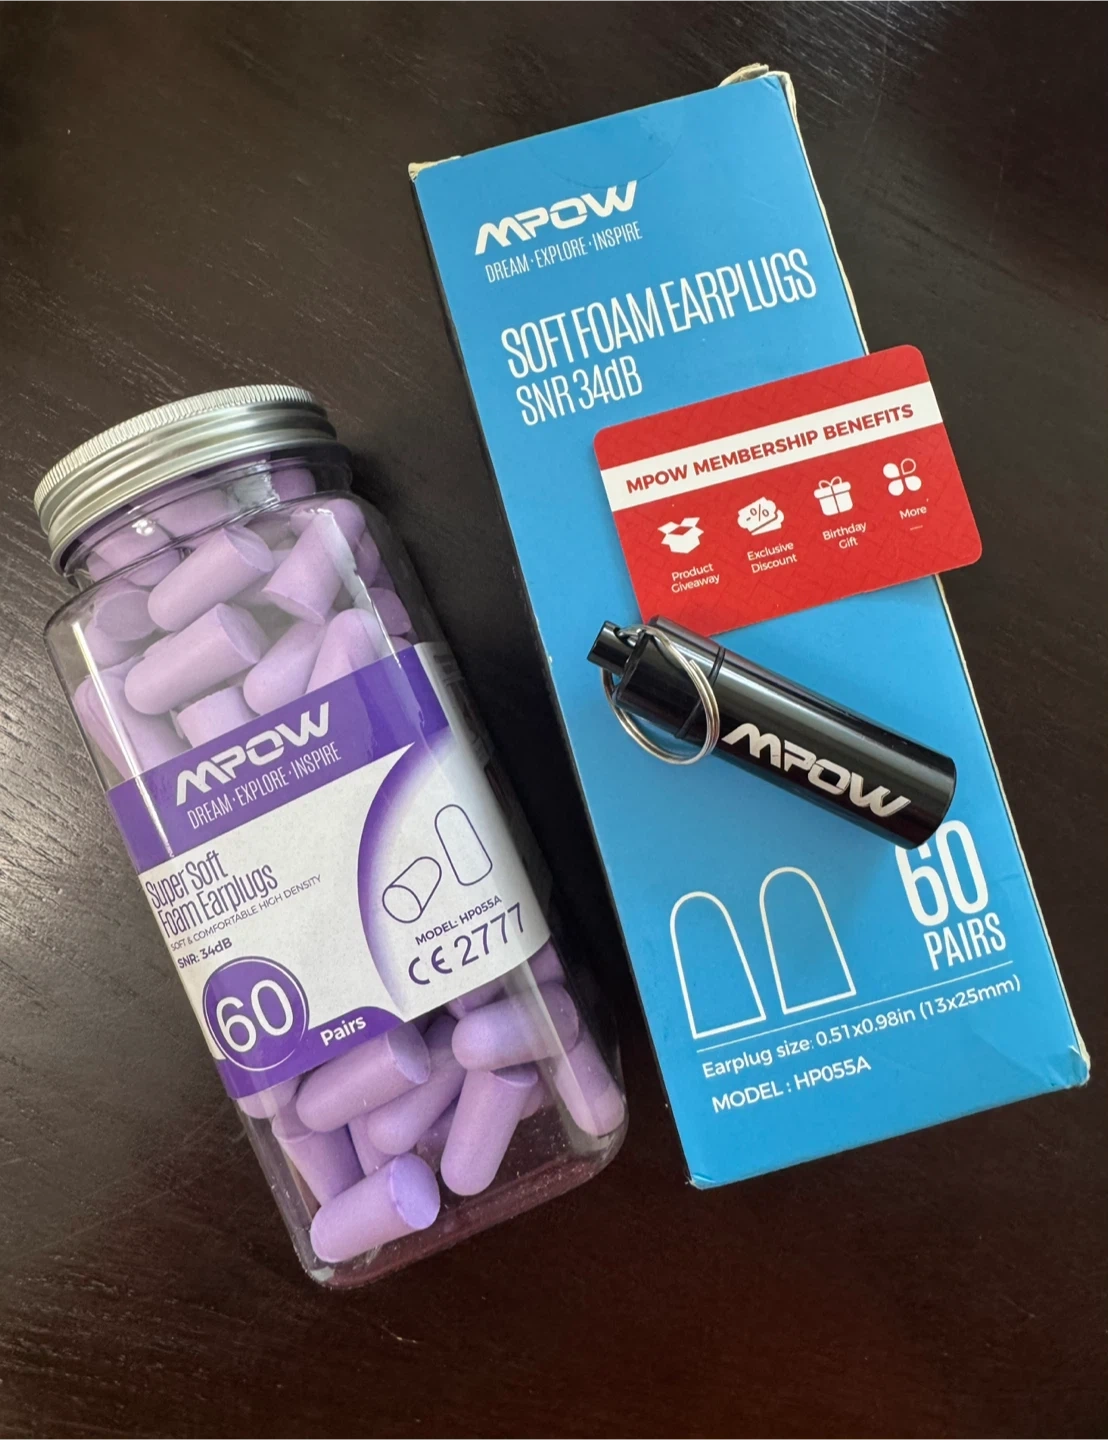 MPOW
DREAM·EXPLORE·INSPIRE
SOFT FOAM EARPLUGS
SNR 34dB
MPOW MEMBERSHIP BENEFITS
Product
Giveaway
%
Exclusive
Discount
Birthday
Gift
More
MPOW
60
PAIRS
Earplug size: 0.51x0.98in (13x25mm)
MODEL : HP055A
MPOW
DREAM·EXPLORE·INSPIRE
Super Soft
Foam Earplugs
SOFT & COMFORTABLE HIGH DENSITY
SNR: 34dB
60
Pairs
MODEL: HP055A
CE 2777